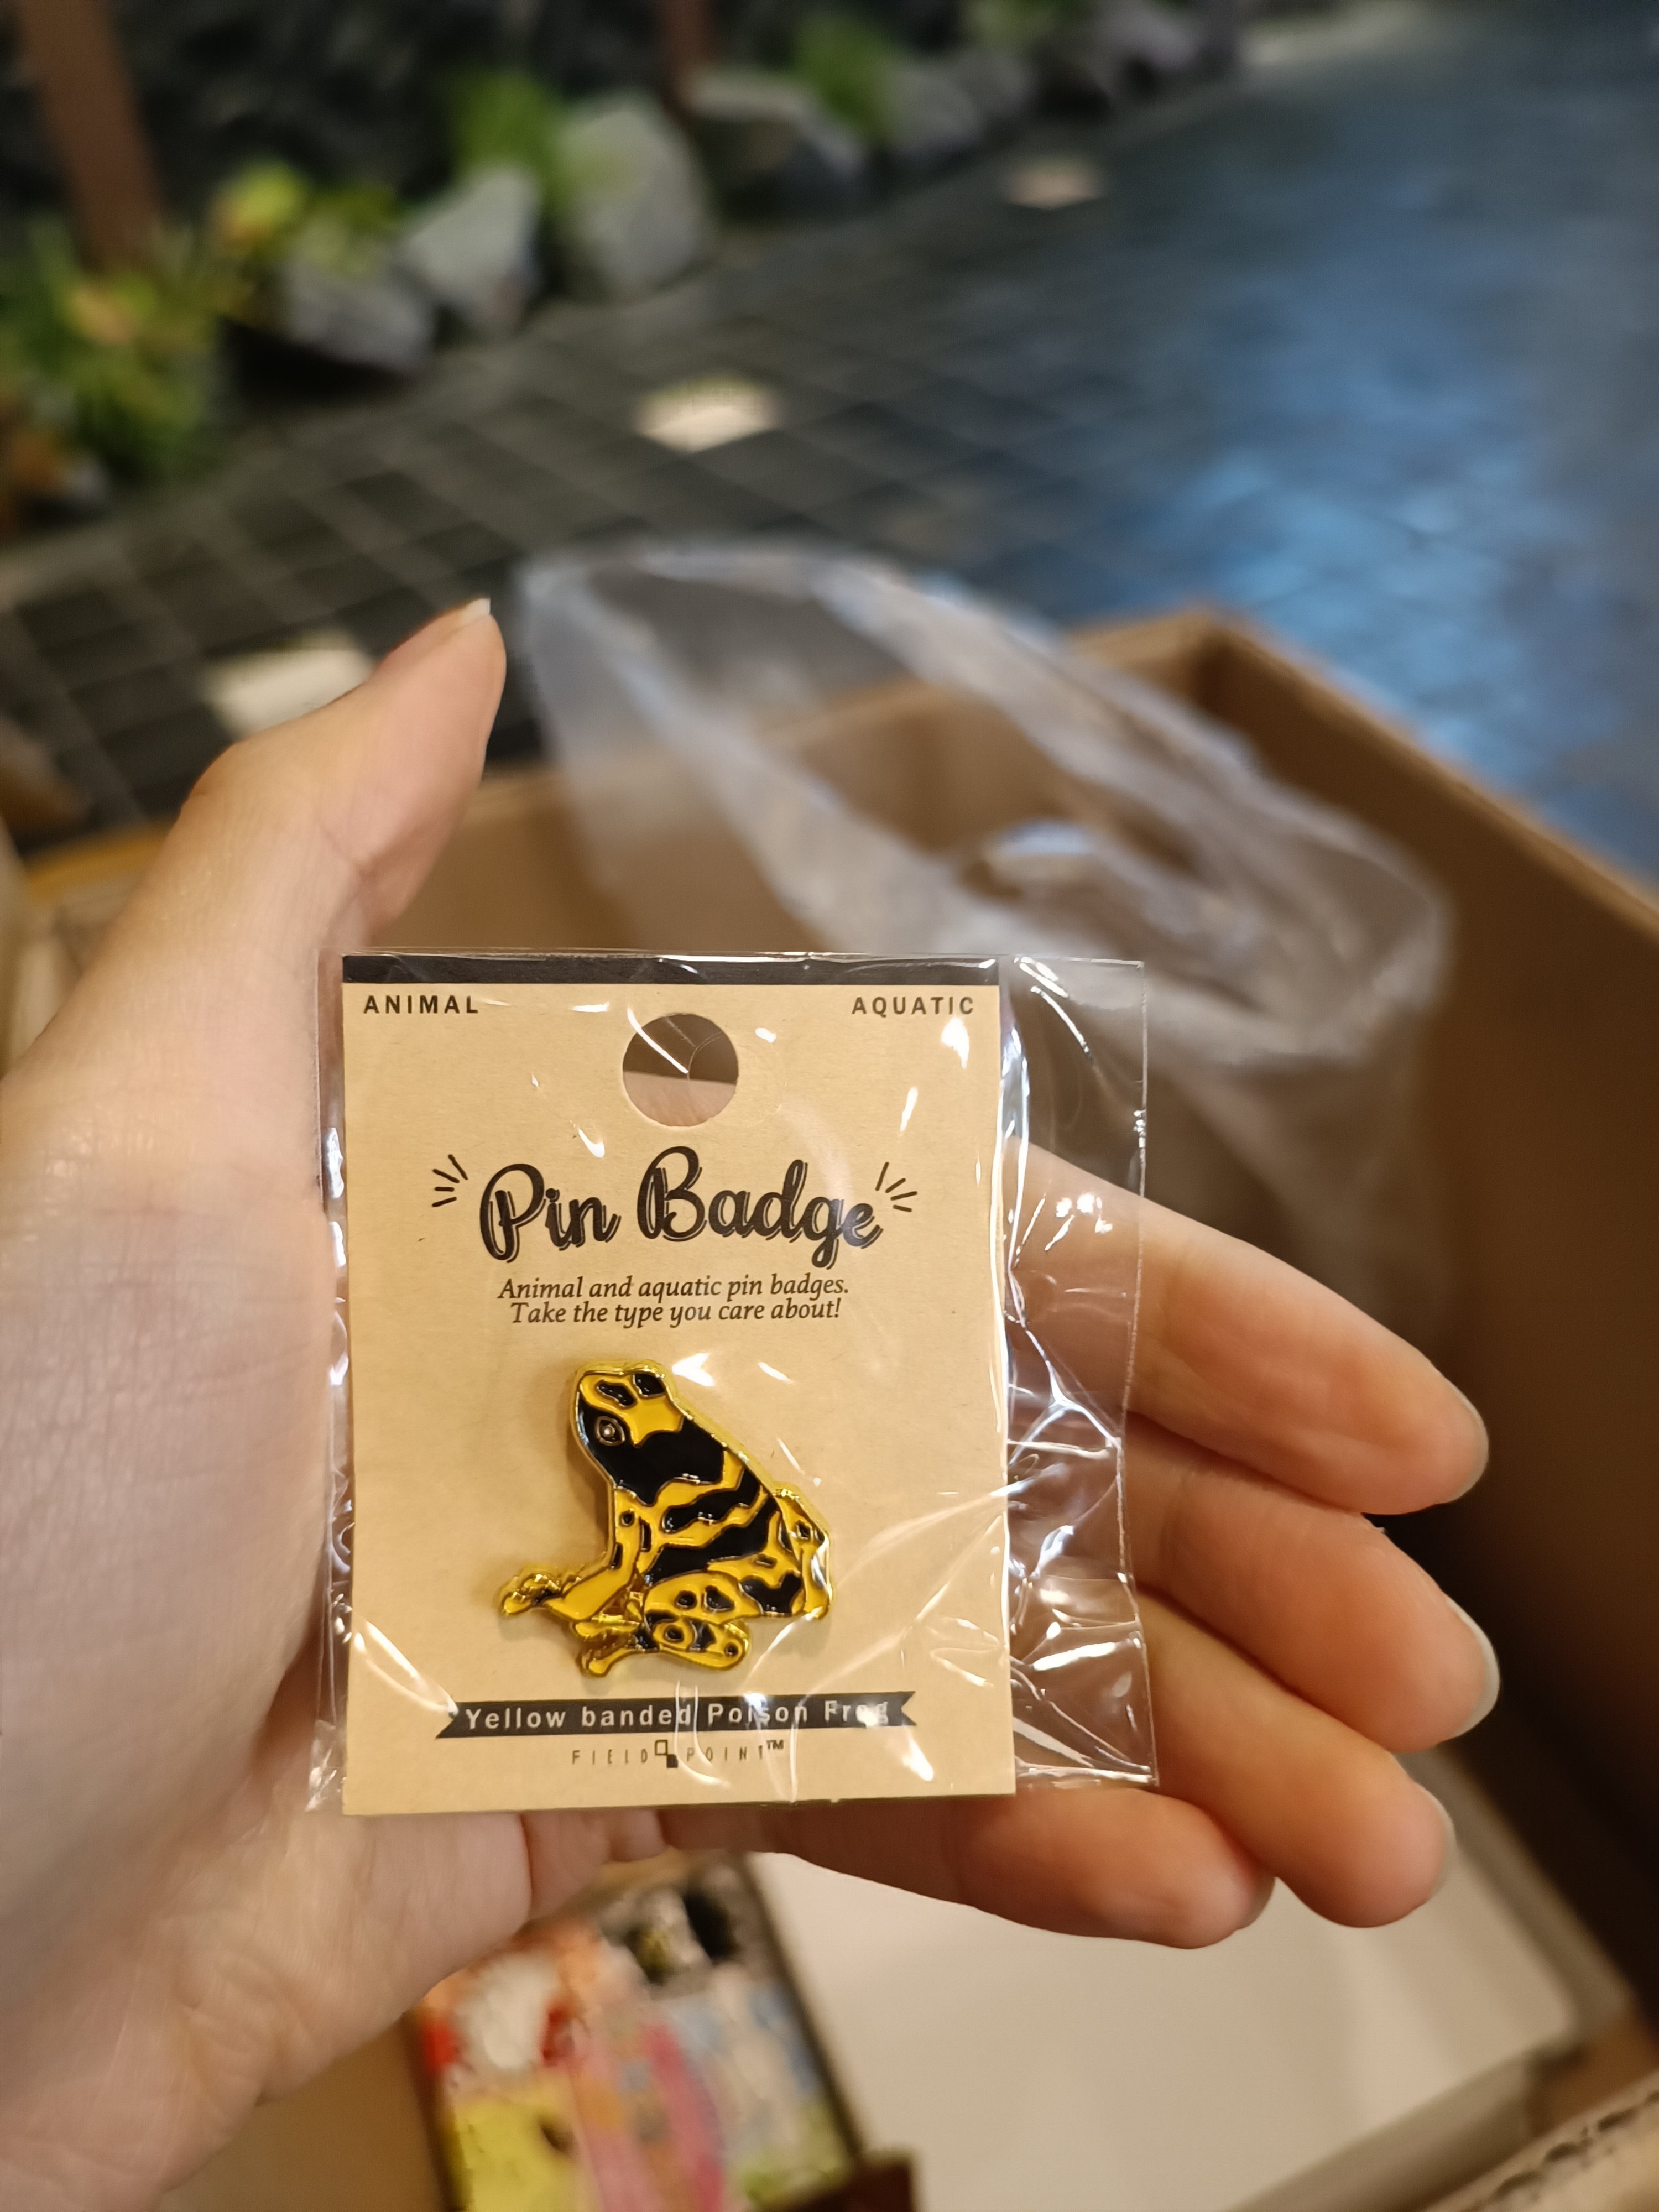 ANIMAL AQUATIC
Pin Badge
Animal and aquatic pin badges.
Take the type you care about!
Yellow banded Poison Frog
FIELD POINT™